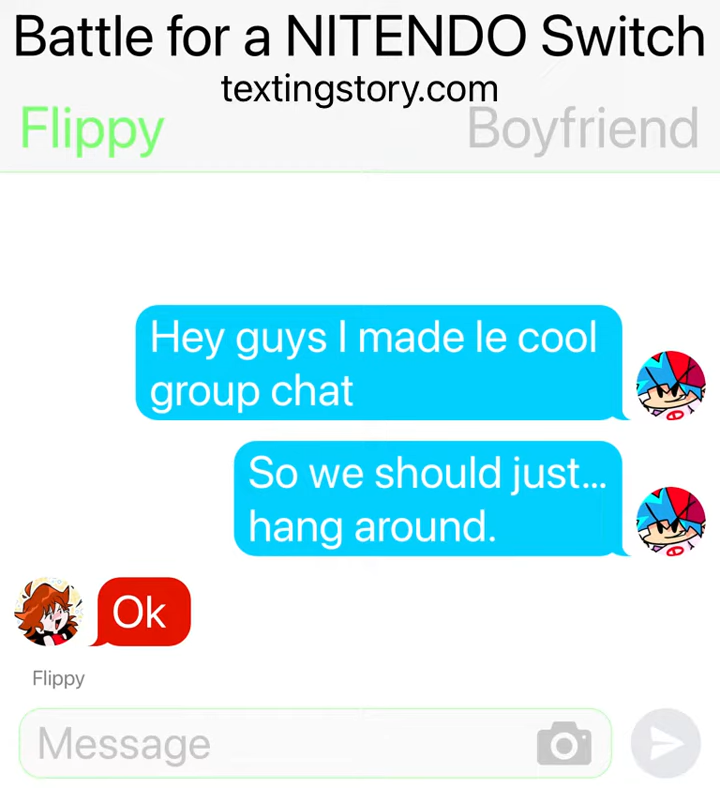 Battle for a NITENDO Switch
textingstory.com
Flippy Boyfriend
Hey guys I made le cool
group chat
So we should just...
hang around.
Ok
Flippy
Message